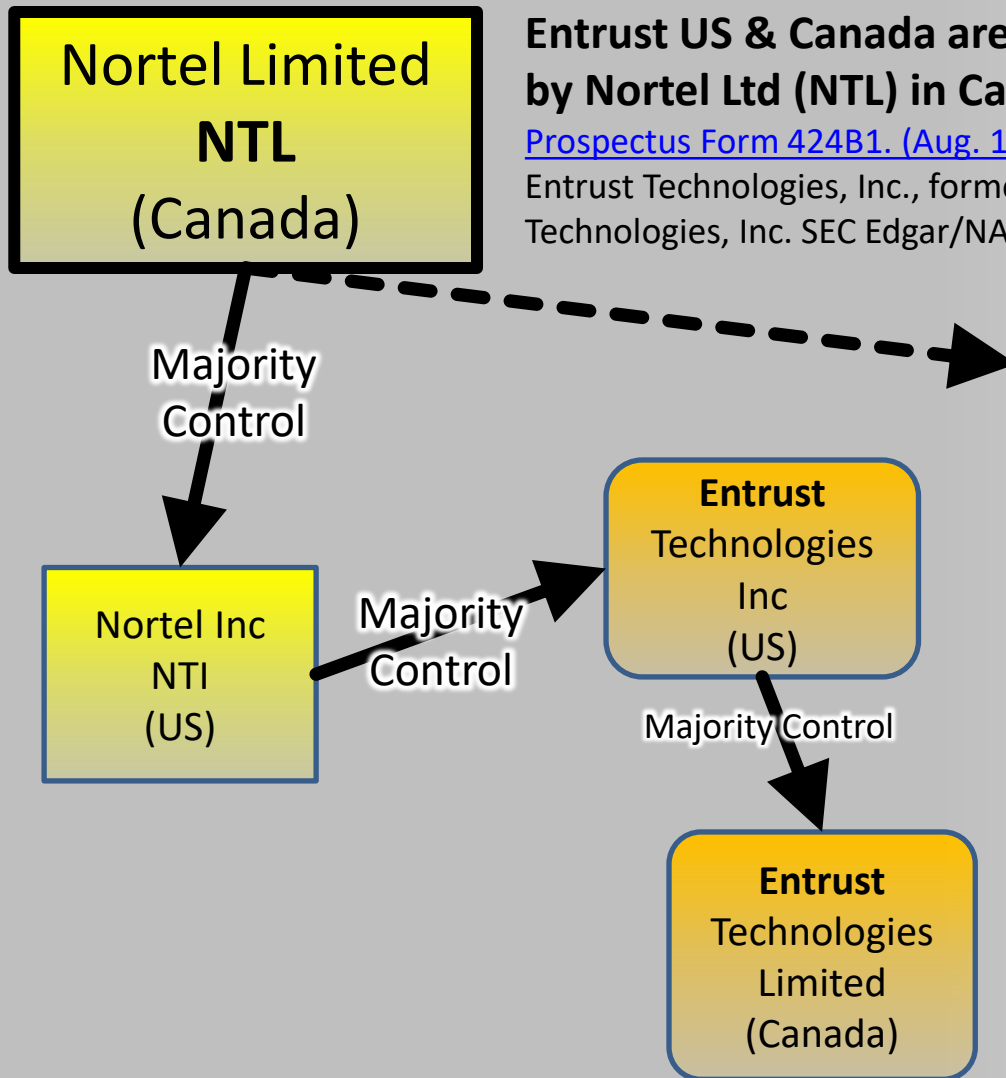 Nortel Limited
NTL
(Canada)
Entrust US & Canada are
by Nortel Ltd (NTL) in Ca
Prospectus Form 424B1. (Aug. 1
Entrust Technologies, Inc., forme
Technologies, Inc. SEC Edgar/NA
Majority
Control
Nortel Inc
NTI
(US)
Majority
Control
Entrust
Technologies
Inc
(US)
Majority Control
Entrust
Technologies
Limited
(Canada)